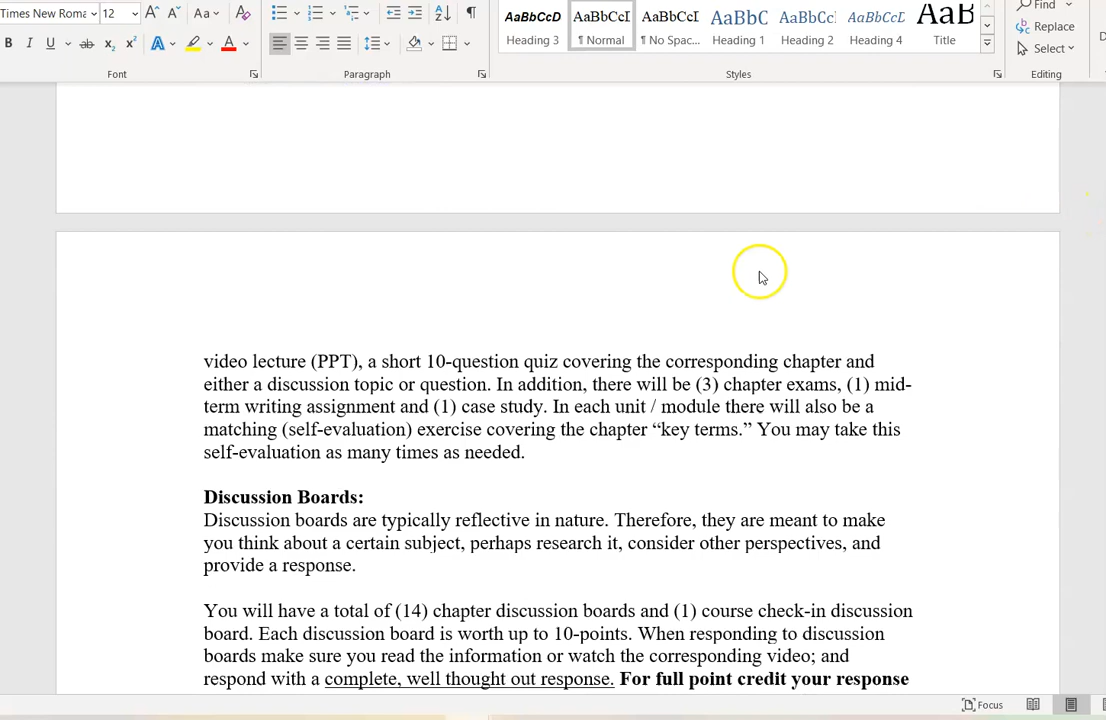 Times New Roma 12 Aa Find
AaBbCcD AaBbCcI AaBbCcI AaBbC AaBbCc AaBbCcI AaB Replace
B I U ab x₂ x² A A Heading 3 ¶ Normal ¶ No Spac... Heading 1 Heading 2 Heading 4 Title Select
Font Paragraph Styles Editing
video lecture (PPT), a short 10-question quiz covering the corresponding chapter and
either a discussion topic or question. In addition, there will be (3) chapter exams, (1) mid-
term writing assignment and (1) case study. In each unit / module there will also be a
matching (self-evaluation) exercise covering the chapter “key terms.” You may take this
self-evaluation as many times as needed.
Discussion Boards:
Discussion boards are typically reflective in nature. Therefore, they are meant to make
you think about a certain subject, perhaps research it, consider other perspectives, and
provide a response.
You will have a total of (14) chapter discussion boards and (1) course check-in discussion
board. Each discussion board is worth up to 10-points. When responding to discussion
boards make sure you read the information or watch the corresponding video; and
respond with a complete, well thought out response. For full point credit your response
Focus